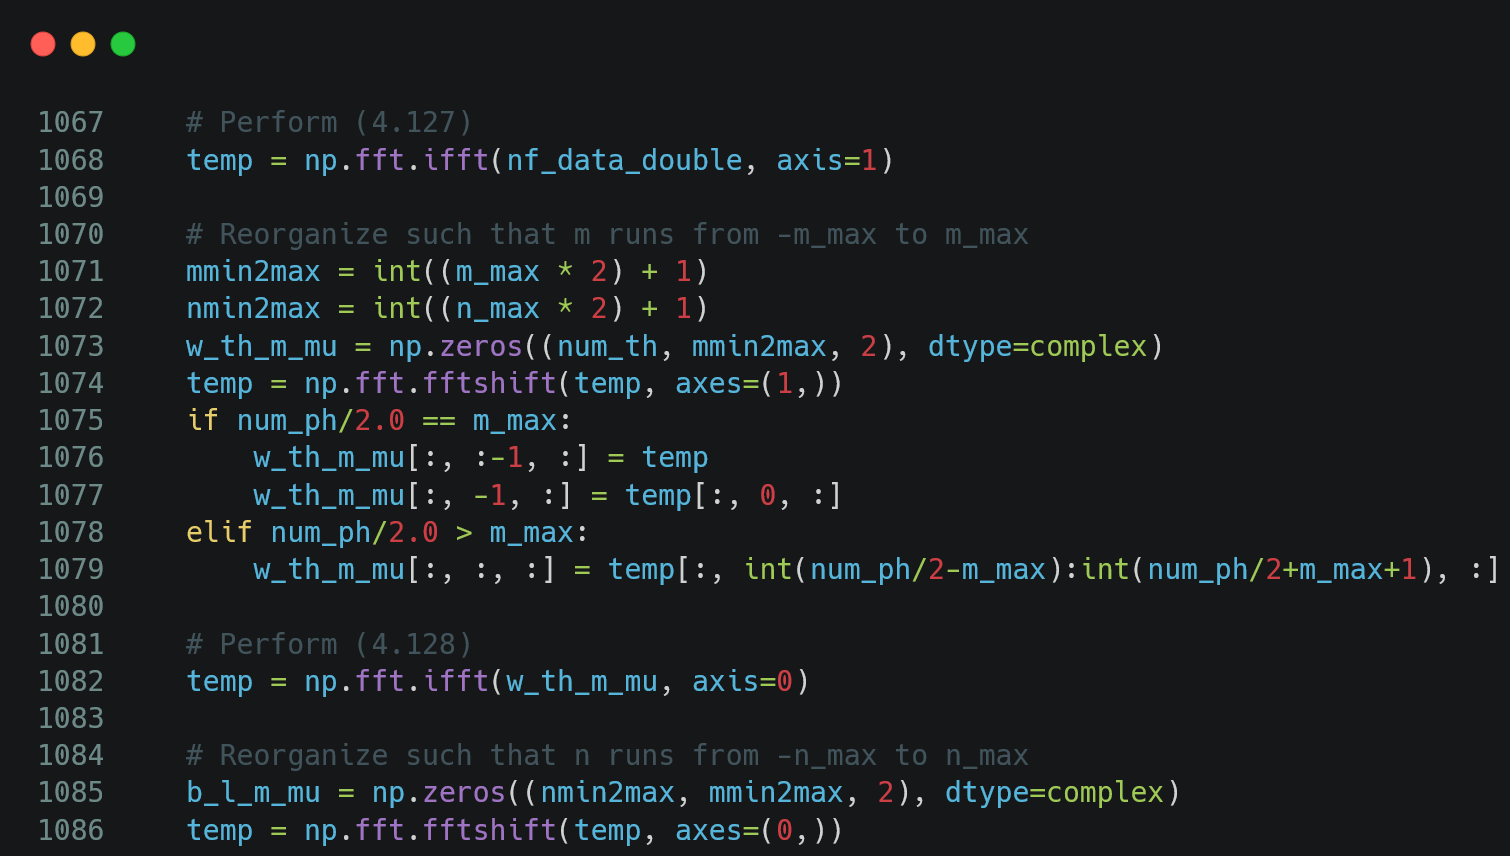 1067     # Perform (4.127)
1068     temp = np.fft.ifft(nf_data_double, axis=1)
1069
1070     # Reorganize such that m runs from -m_max to m_max
1071     mmin2max = int((m_max * 2) + 1)
1072     nmin2max = int((n_max * 2) + 1)
1073     w_th_m_mu = np.zeros((num_th, mmin2max, 2), dtype=complex)
1074     temp = np.fft.fftshift(temp, axes=(1,))
1075     if num_ph/2.0 == m_max:
1076         w_th_m_mu[:, :-1, :] = temp
1077         w_th_m_mu[:, -1, :] = temp[:, 0, :]
1078     elif num_ph/2.0 > m_max:
1079         w_th_m_mu[:, :, :] = temp[:, int(num_ph/2-m_max):int(num_ph/2+m_max+1), :]
1080
1081     # Perform (4.128)
1082     temp = np.fft.ifft(w_th_m_mu, axis=0)
1083
1084     # Reorganize such that n runs from -n_max to n_max
1085     b_l_m_mu = np.zeros((nmin2max, mmin2max, 2), dtype=complex)
1086     temp = np.fft.fftshift(temp, axes=(0,))